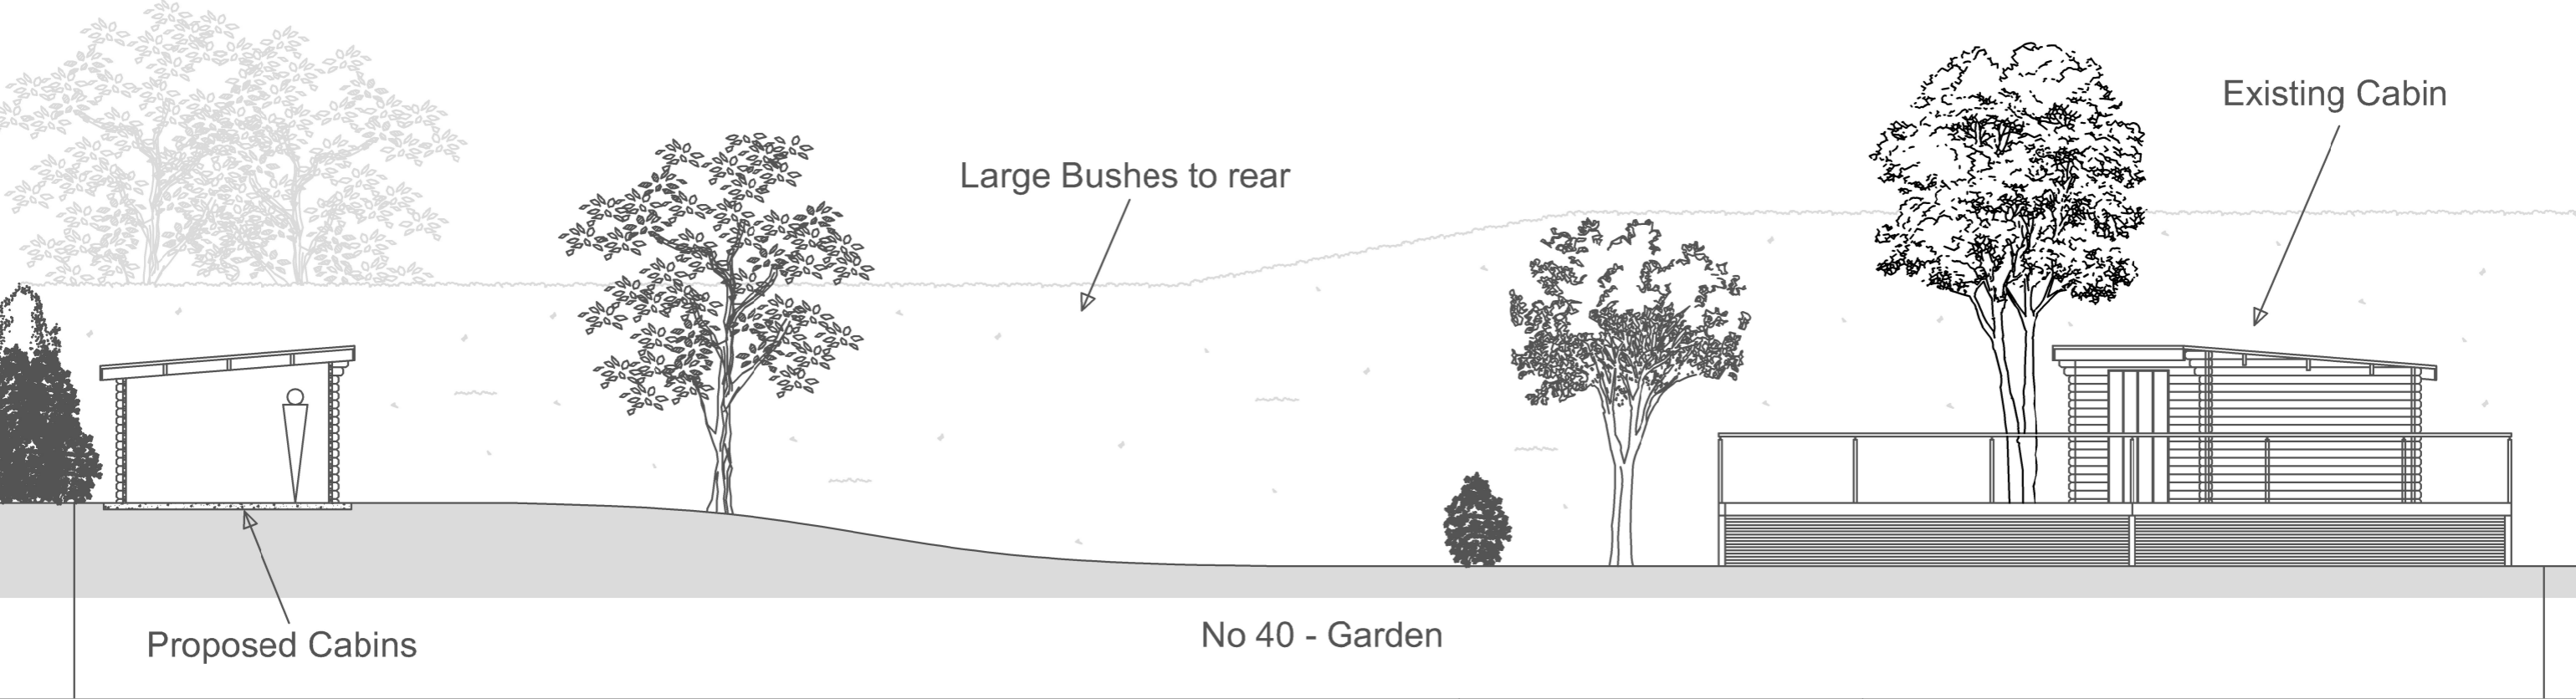 Existing Cabin
Large Bushes to rear
No 40 - Garden
Proposed Cabins